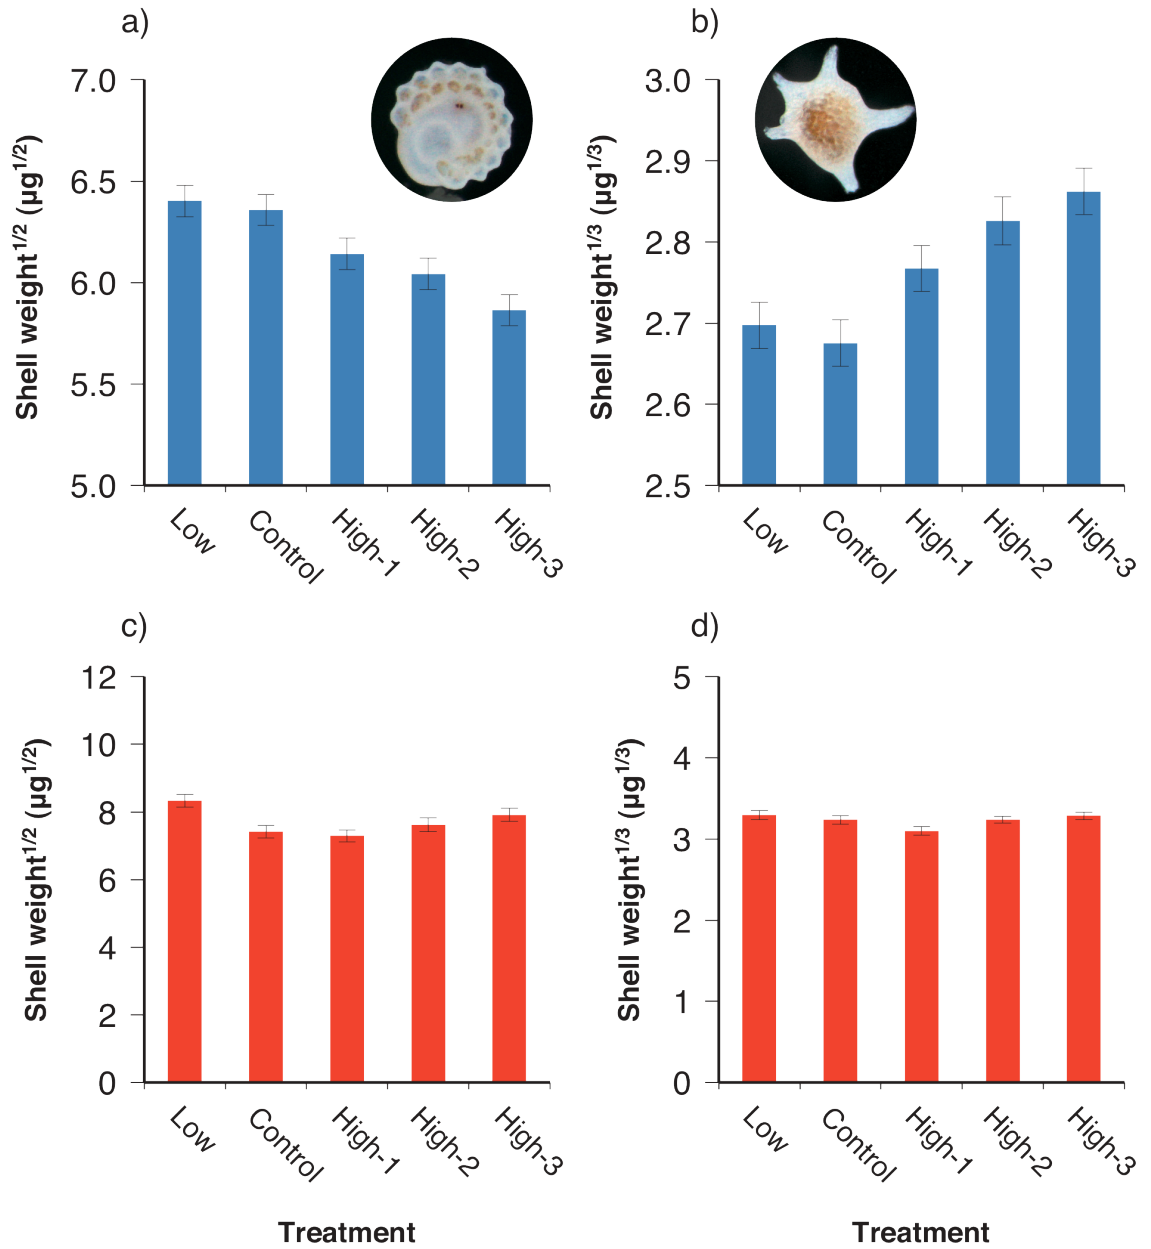 a)
7.0
6.5
6.0
5.5
5.0
Shell weight1/2 (µg1/2)
Low
Control
High-1
High-2
High-3
b)
3.0
2.9
2.8
2.7
2.6
2.5
Shell weight1/3 (µg1/3)
Low
Control
High-1
High-2
High-3
c)
12
10
8
6
4
2
0
Shell weight1/2 (µg1/2)
Low
Control
High-1
High-2
High-3
Treatment
d)
5
4
3
2
1
0
Shell weight1/3 (µg1/3)
Low
Control
High-1
High-2
High-3
Treatment